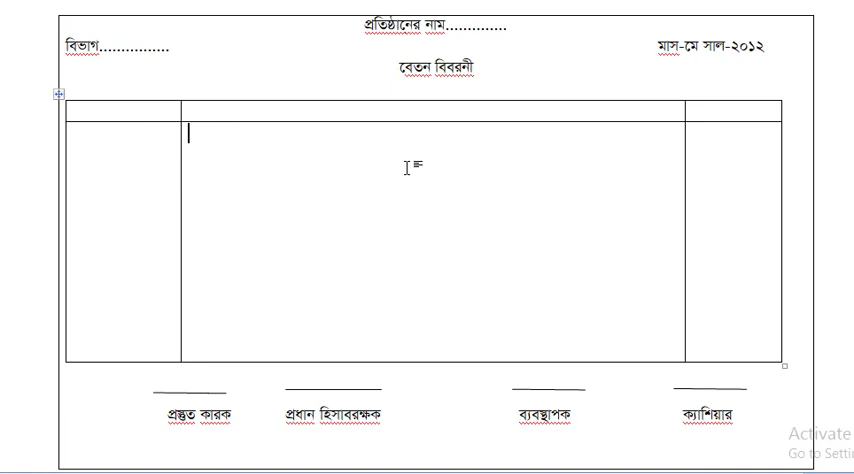 প্রতিষ্ঠানের নাম..............
বিভাগ................ মাস-মে সাল-২০১২
বেতন বিবরনী
প্রস্তুত কারক প্রধান হিসাবরক্ষক ব্যবস্থাপক ক্যাশিয়ার
Activate
Go to Setti